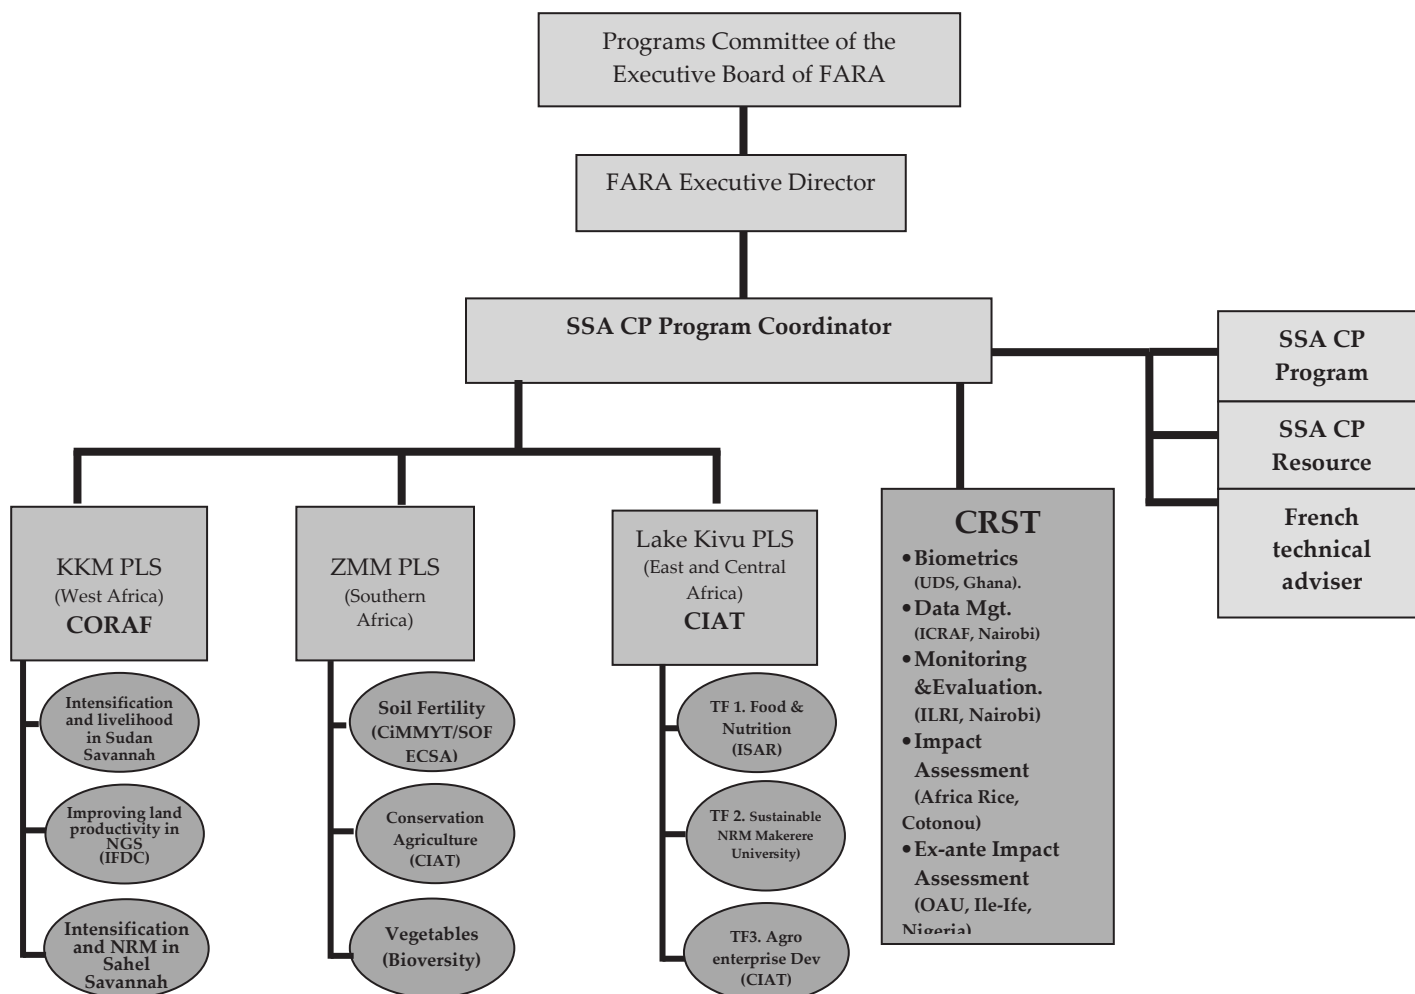 Programs Committee of the
Executive Board of FARA
FARA Executive Director
SSA CP Program Coordinator
SSA CP
Program
SSA CP
Resource
French
technical
adviser
KKM PLS
(West Africa)
CORAF
Intensification
and livelihood
in Sudan
Savannah
Improving land
productivity in
NGS
(IFDC)
Intensification
and NRM in
Sahel
Savannah
ZMM PLS
(Southern
Africa)
Soil Fertility
(CiMMYT/SOF
ECSA)
Conservation
Agriculture
(CIAT)
Vegetables
(Bioversity)
Lake Kivu PLS
(East and Central
Africa)
CIAT
TF 1. Food &
Nutrition
(ISAR)
TF 2. Sustainable
NRM Makerere
University)
TF3. Agro
enterprise Dev
(CIAT)
CRST
•Biometrics
(UDS, Ghana).
•Data Mgt.
(ICRAF, Nairobi)
•Monitoring
&Evaluation.
(ILRI, Nairobi)
•Impact
Assessment
(Africa Rice,
Cotonou)
•Ex-ante Impact
Assessment
(OAU, Ile-Ife,
Nigeria)